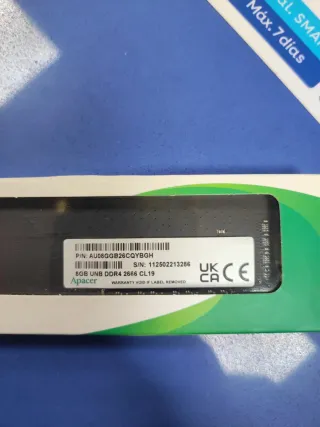 al. SMA
Máx. 7 días
P/N: AU08GGB26CQYBGH
S/N: 112502213286
8GB UNB DDR4 2666 CL19
Apacer
WARRANTY VOID IF LABEL REMOVED
UK
CA
CE